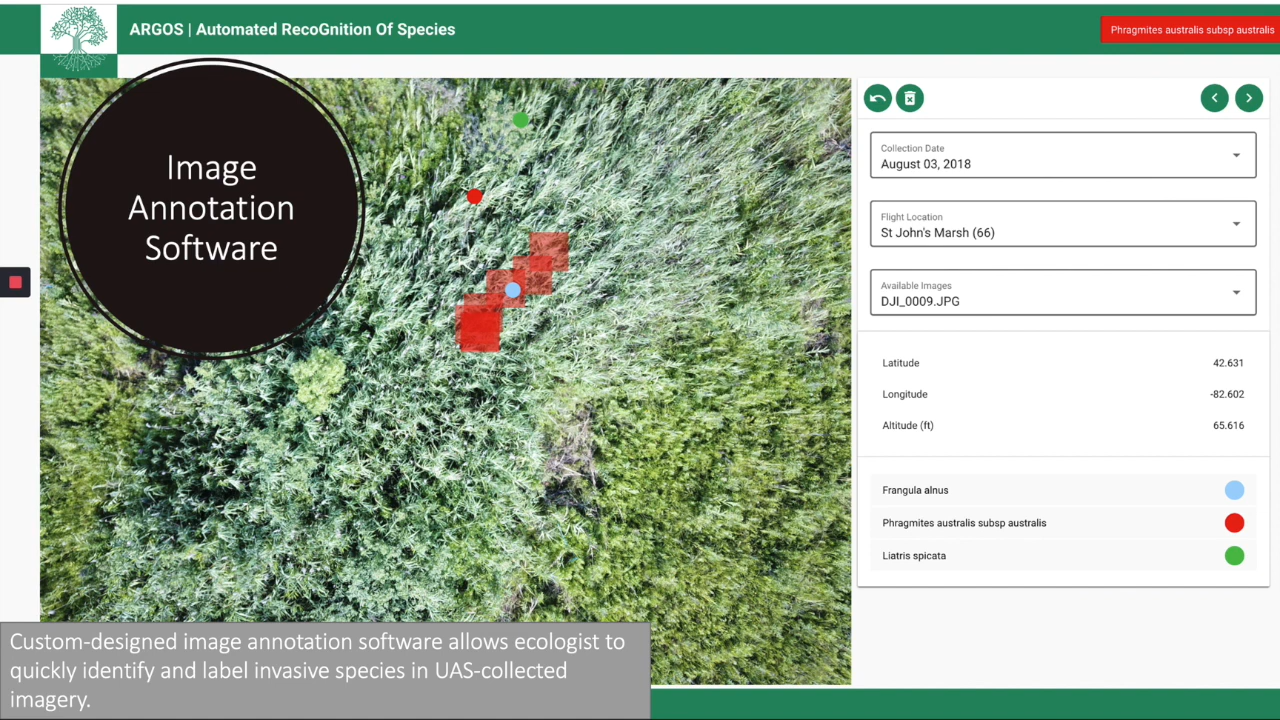 ARGOS | Automated RecoGnition Of Species
Phragmites australis subsp australis
Image
Annotation
Software
Collection Date
August 03, 2018
Flight Location
St John's Marsh (66)
Available Images
DJI_0009.JPG
Latitude 42.631
Longitude -82.602
Altitude (ft) 65.616
Frangula alnus
Phragmites australis subsp australis
Liatris spicata
Custom-designed image annotation software allows ecologist to
quickly identify and label invasive species in UAS-collected
imagery.